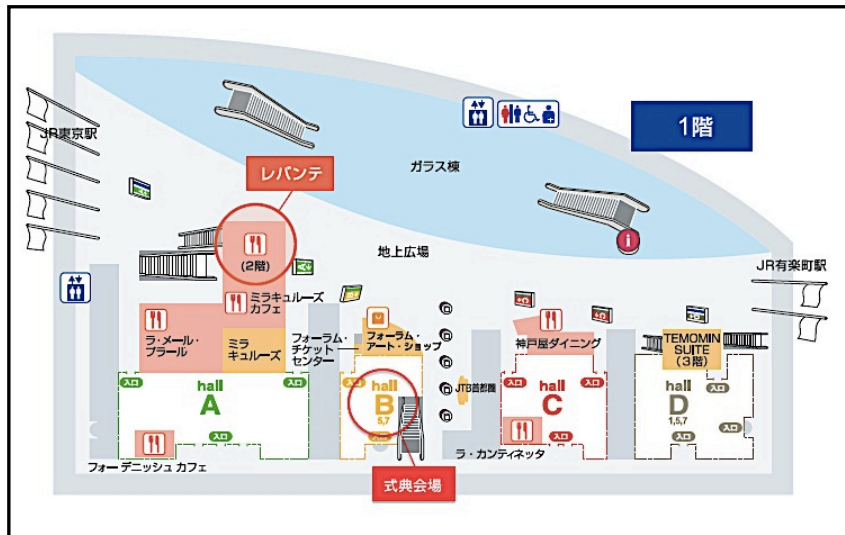 1階
JR東京駅
ガラス棟
レバンテ
(2階)
地上広場
JR有楽町駅
i
ミラキュルーズ
カフェ
ラ・メール・
プラール
ミラ
キュルーズ
フォーラム・
チケット
センター
フォーラム・
アート・ショップ
神戸屋ダイニング
TEMOMIN
SUITE
(3階)
JTB首都圏
入口
入口
hall
A
入口
入口
hall
B
5,7
入口
入口
入口
hall
C
入口
入口
入口
hall
D
1,5,7
入口
入口
フォー デニッシュ カフェ
式典会場
ラ・カンティネッタ